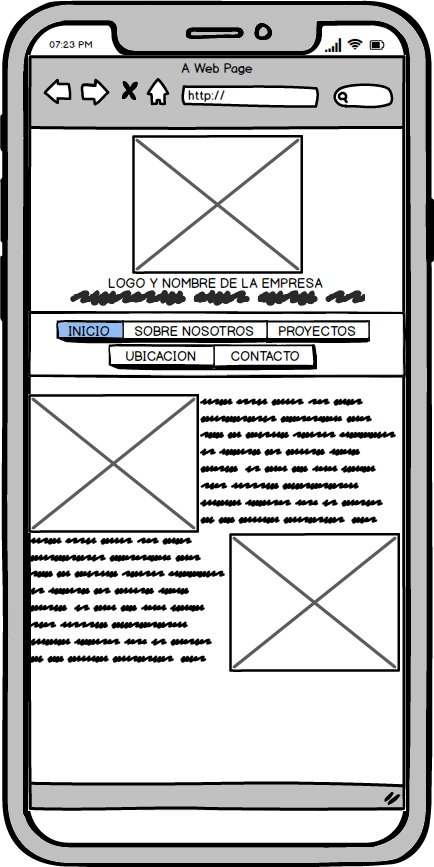 07:23 PM
A Web Page
http://
LOGO Y NOMBRE DE LA EMPRESA
INICIO SOBRE NOSOTROS PROYECTOS
UBICACION CONTACTO